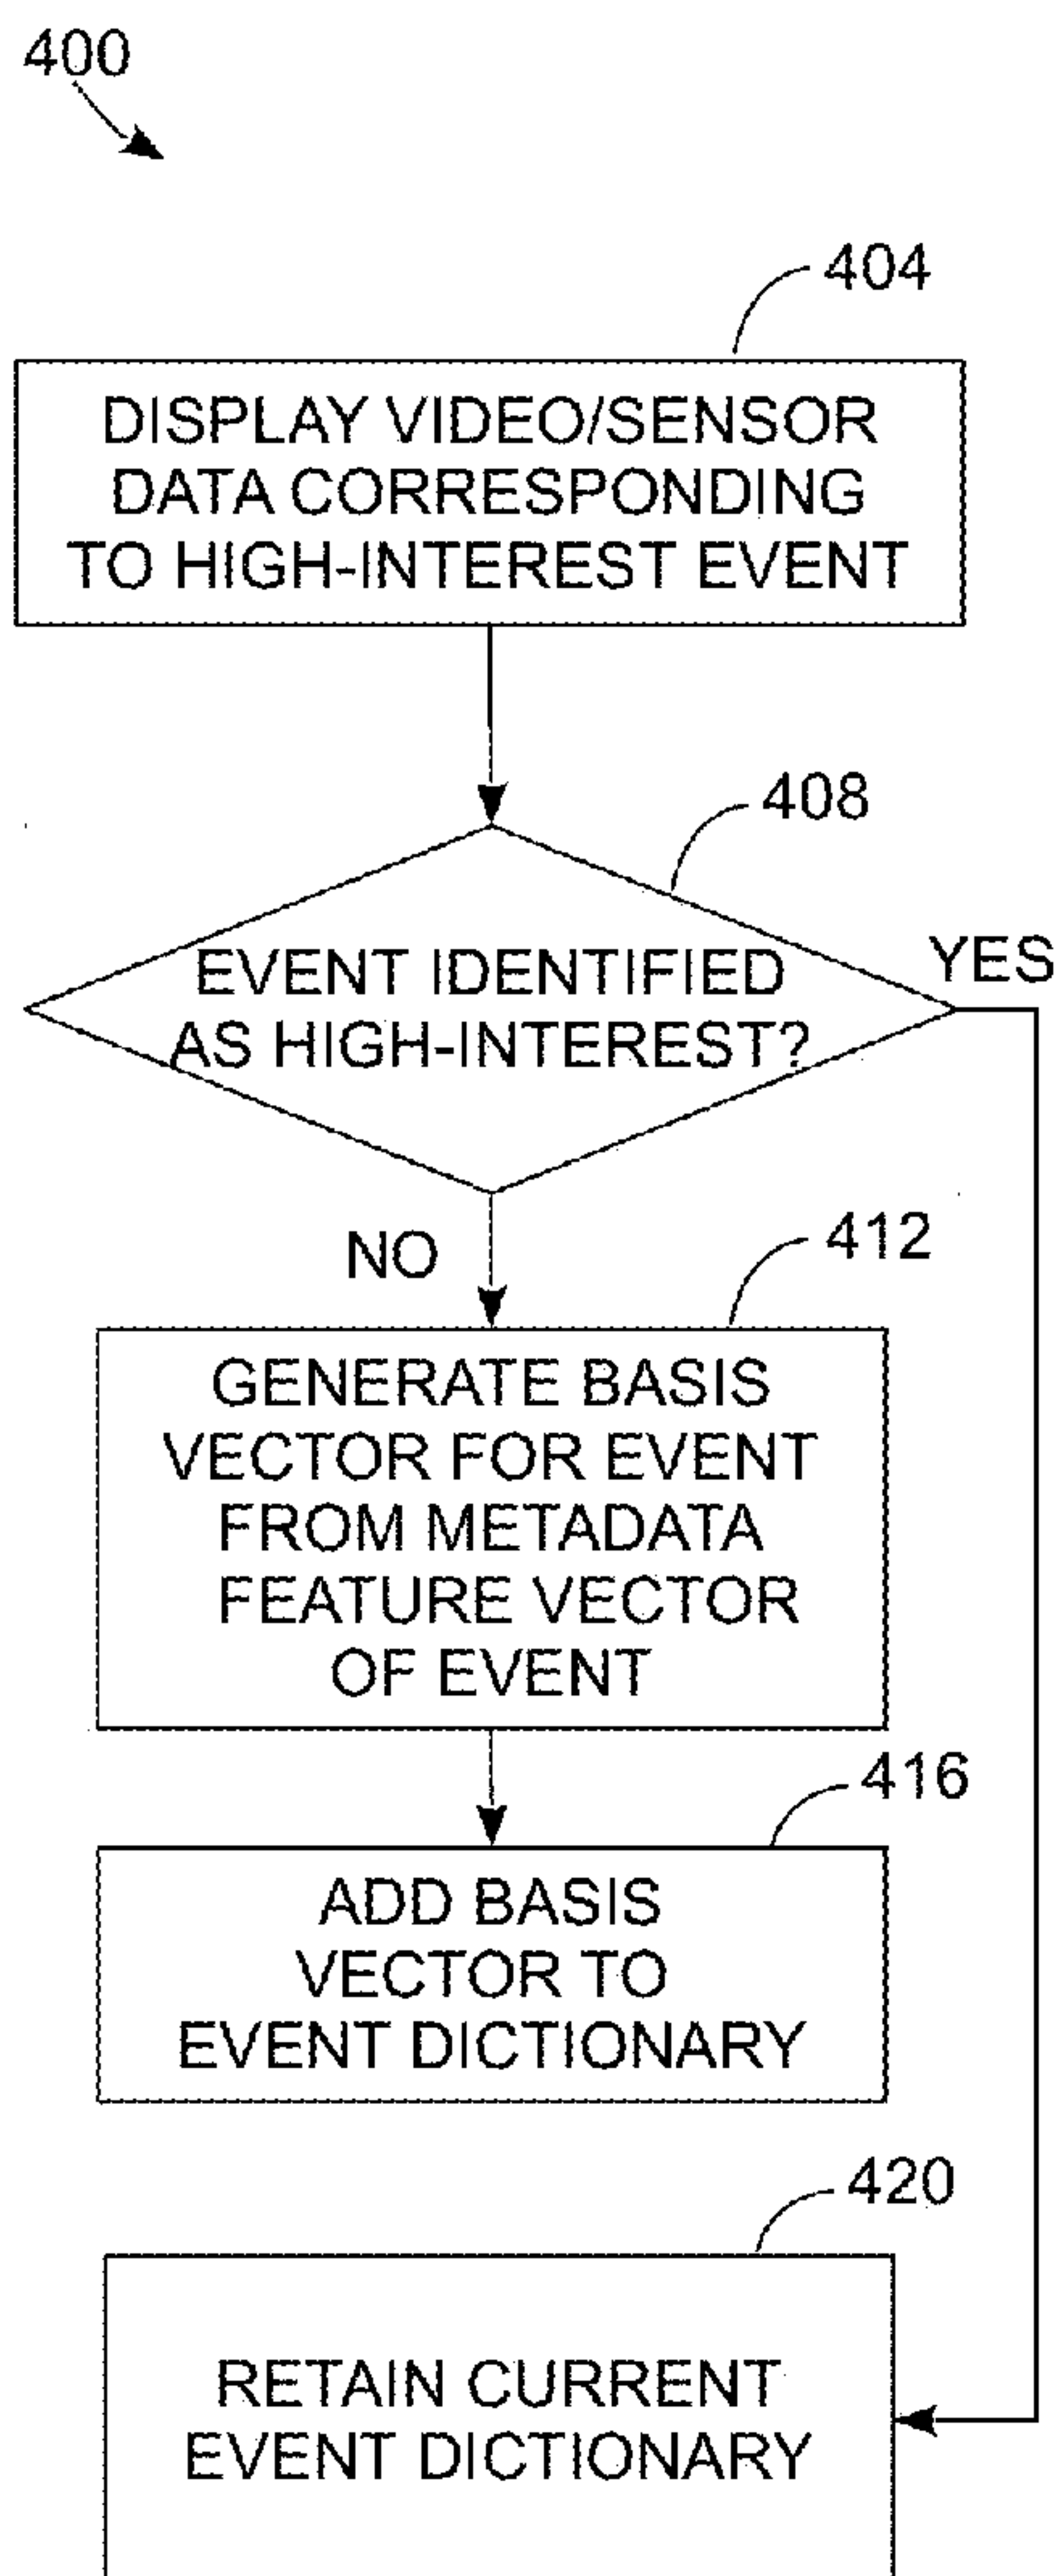 400
404
DISPLAY VIDEO/SENSOR
DATA CORRESPONDING
TO HIGH-INTEREST EVENT
408
EVENT IDENTIFIED
AS HIGH-INTEREST?
YES
NO
412
GENERATE BASIS
VECTOR FOR EVENT
FROM METADATA
FEATURE VECTOR
OF EVENT
416
ADD BASIS
VECTOR TO
EVENT DICTIONARY
420
RETAIN CURRENT
EVENT DICTIONARY